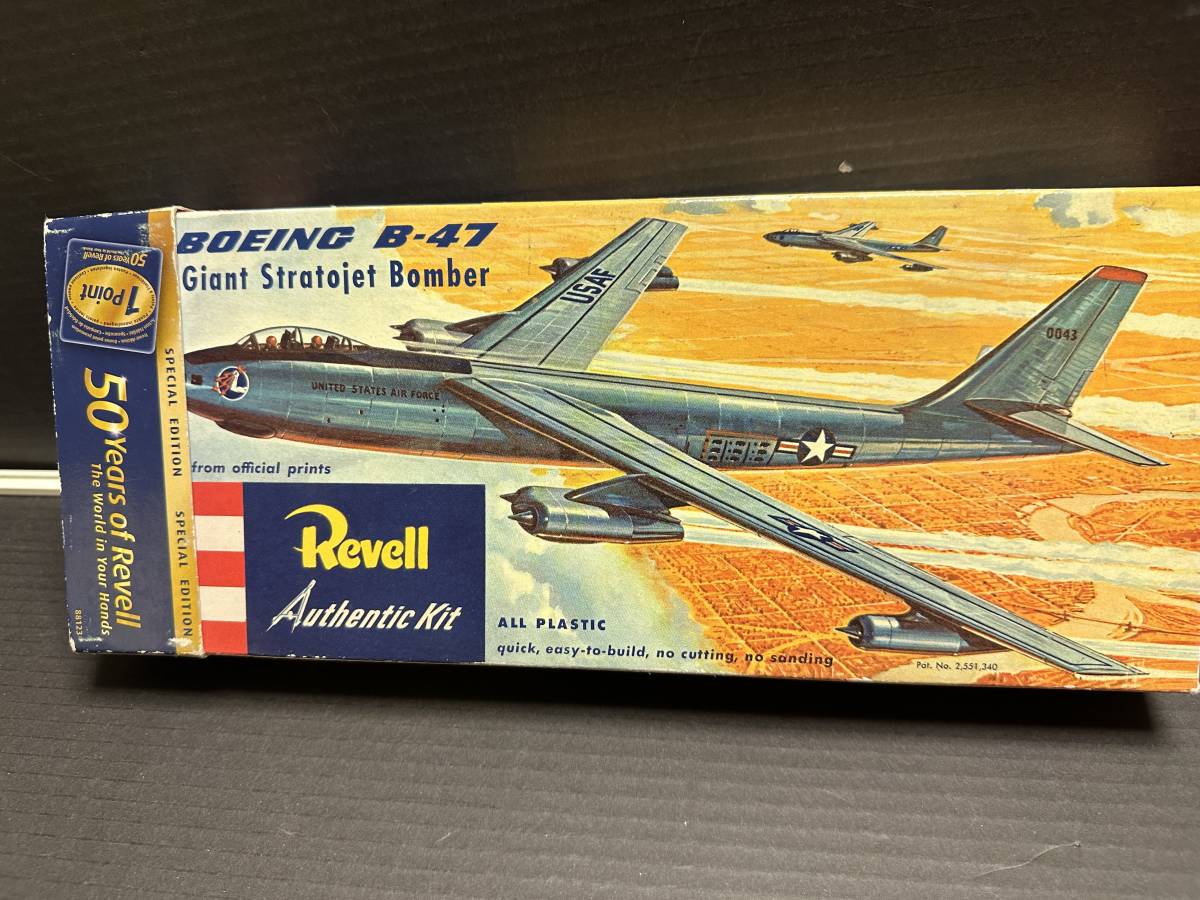 BOEING B-47
Giant Stratojet Bomber
USAF
0043
UNITED STATES AIR FORCE
from official prints
Revell
Authentic Kit
ALL PLASTIC
quick, easy-to-build, no cutting, no sanding
Pat. No. 2,551,340
50 Years of Revell
1 Point
SPECIAL EDITION
SPECIAL EDITION
50 Years of Revell
The World in Your Hands
88123